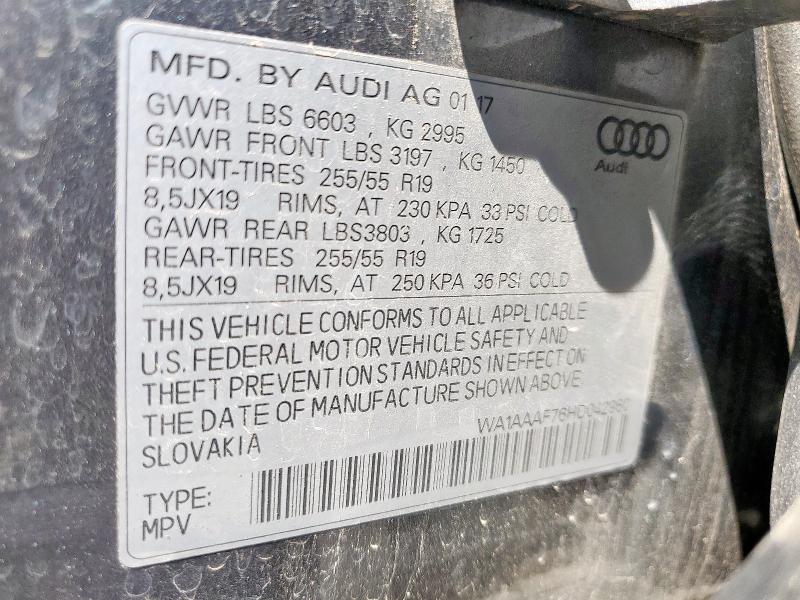 MFD. BY AUDI AG 01 17
GVWR LBS 6603 , KG 2995
GAWR FRONT LBS 3197 , KG 1450
FRONT-TIRES 255/55 R19
8,5JX19 RIMS, AT 230 KPA 33 PSI COLD
GAWR REAR LBS3803 , KG 1725
REAR-TIRES 255/55 R19
8,5JX19 RIMS, AT 250 KPA 36 PSI COLD
Audi
THIS VEHICLE CONFORMS TO ALL APPLICABLE
U.S. FEDERAL MOTOR VEHICLE SAFETY AND
THEFT PREVENTION STANDARDS IN EFFECT ON
THE DATE OF MANUFACTURE SHOWN ABOVE
SLOVAKIA
TYPE:
MPV